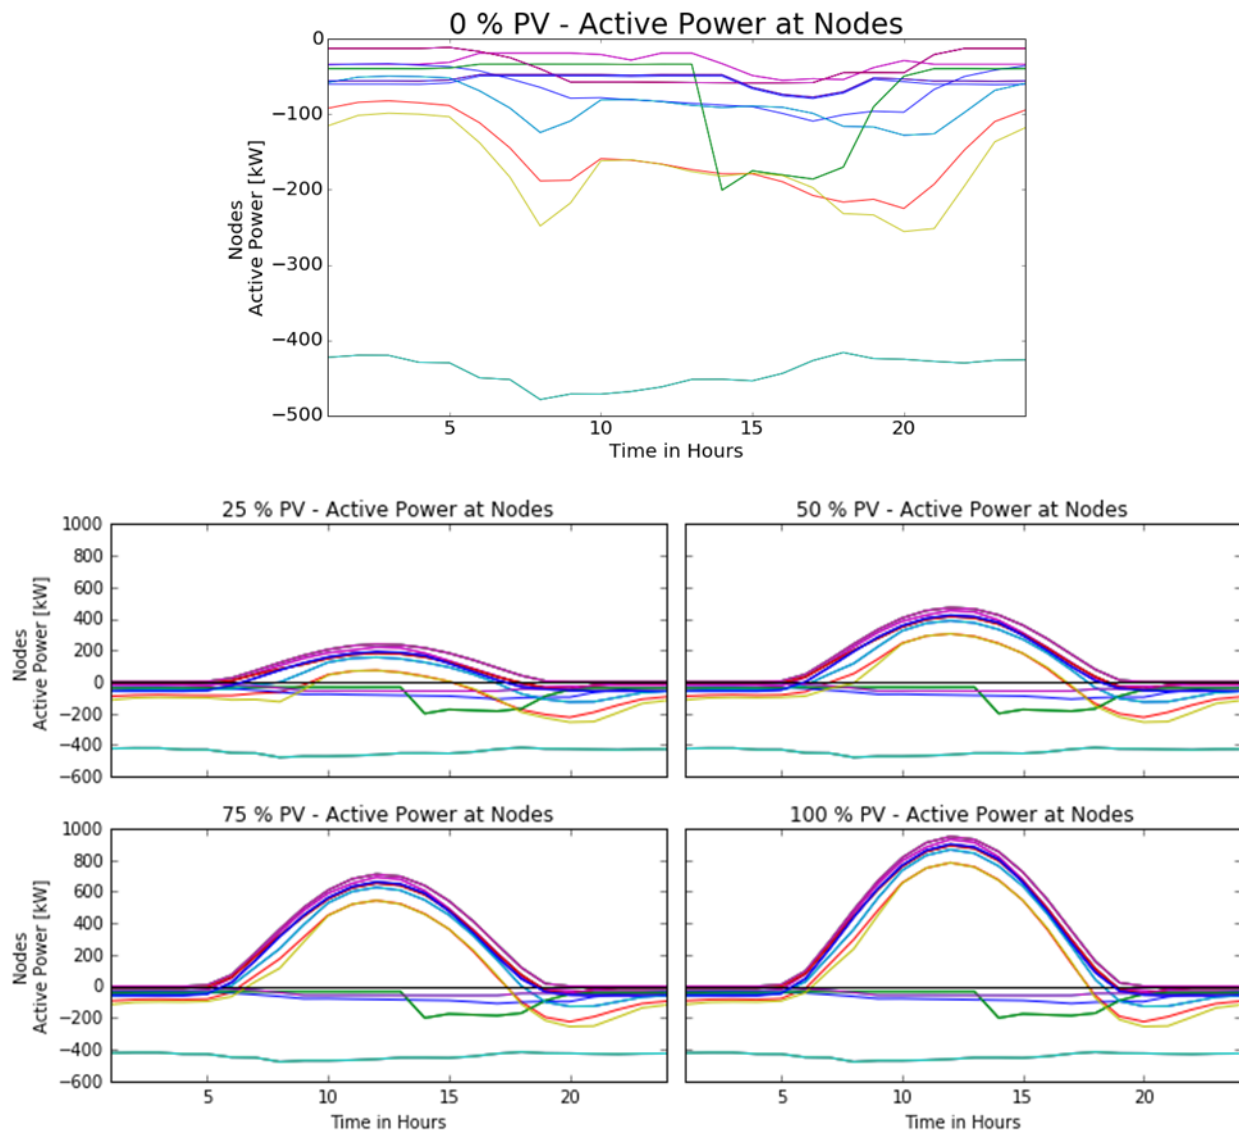 0 % PV - Active Power at Nodes
0
−100
−200
−300
−400
−500
Nodes
Active Power [kW]
5 10 15 20
Time in Hours
25 % PV - Active Power at Nodes
50 % PV - Active Power at Nodes
1000
800
600
400
200
0
−200
−400
−600
Nodes
Active Power [kW]
75 % PV - Active Power at Nodes
100 % PV - Active Power at Nodes
1000
800
600
400
200
0
−200
−400
−600
Nodes
Active Power [kW]
5 10 15 20
5 10 15 20
Time in Hours
Time in Hours